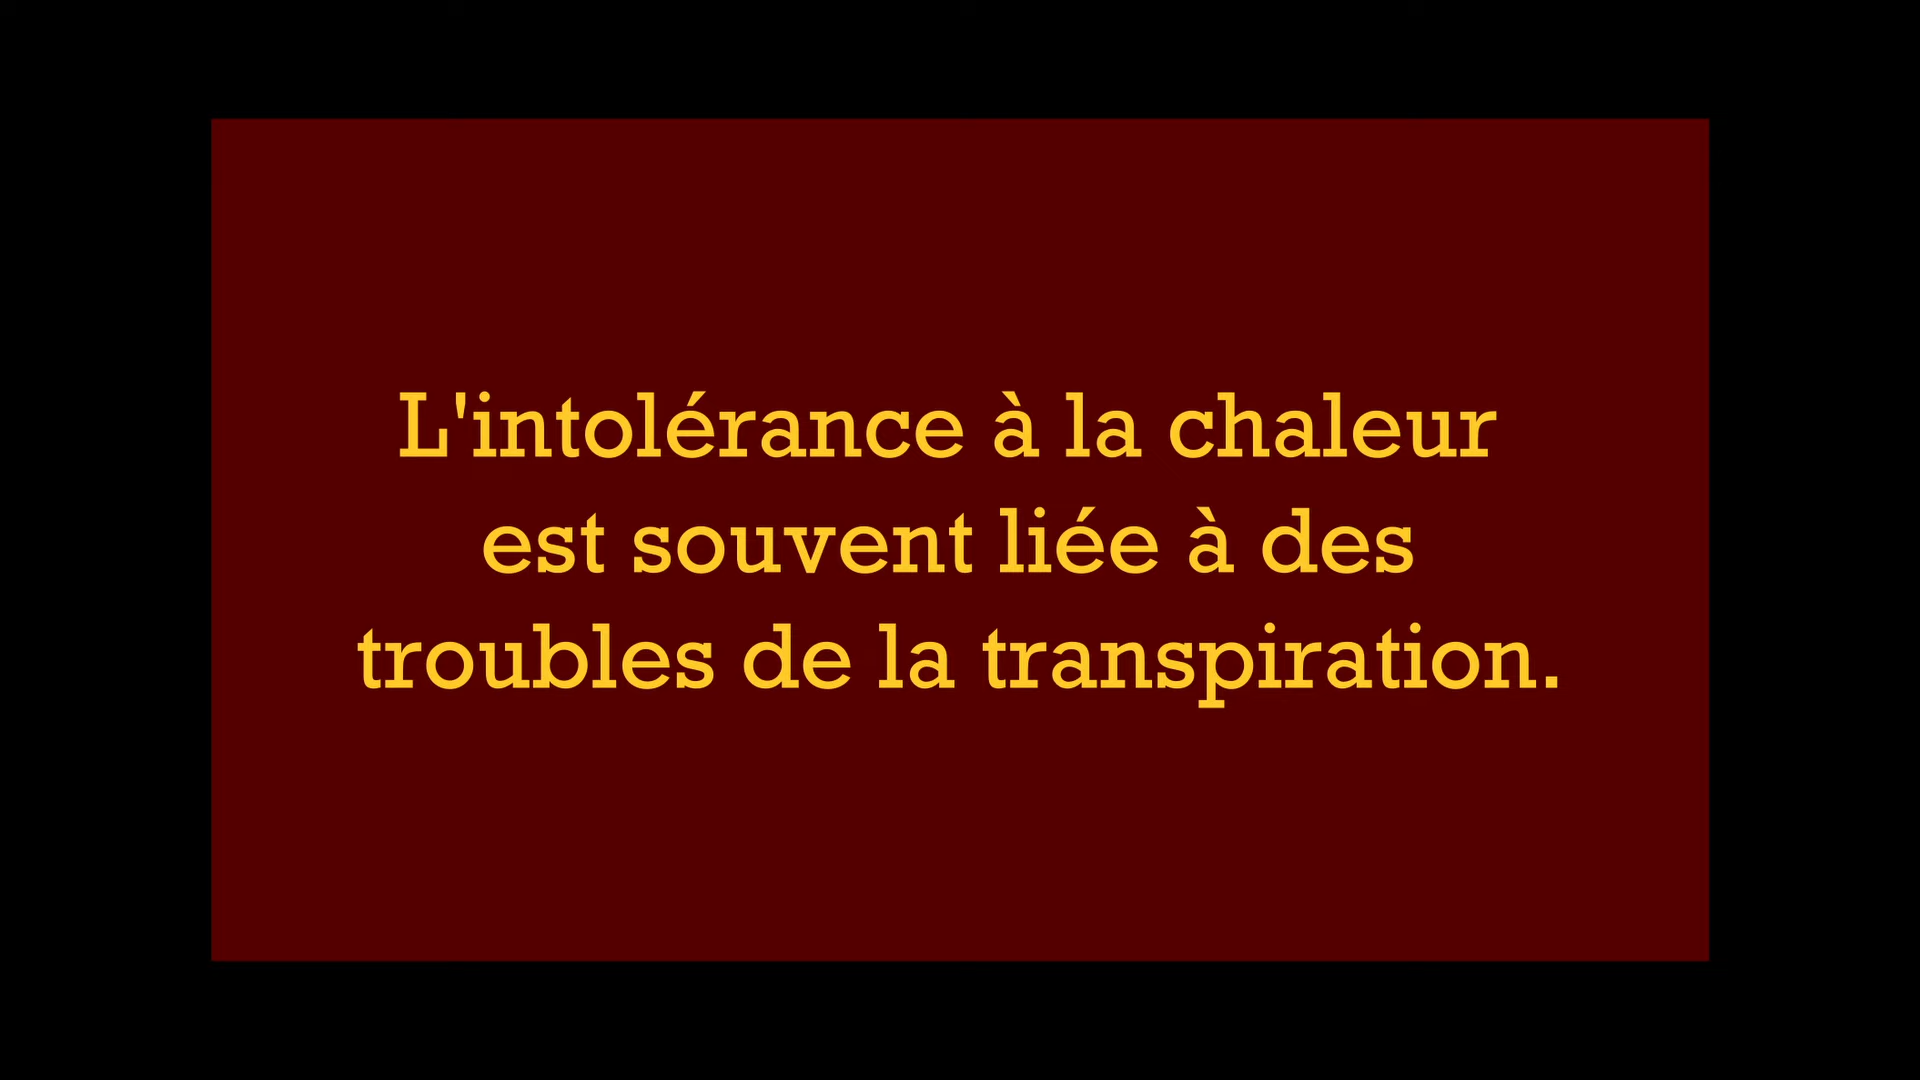 L'intolérance à la chaleur
est souvent liée à des
troubles de la transpiration.